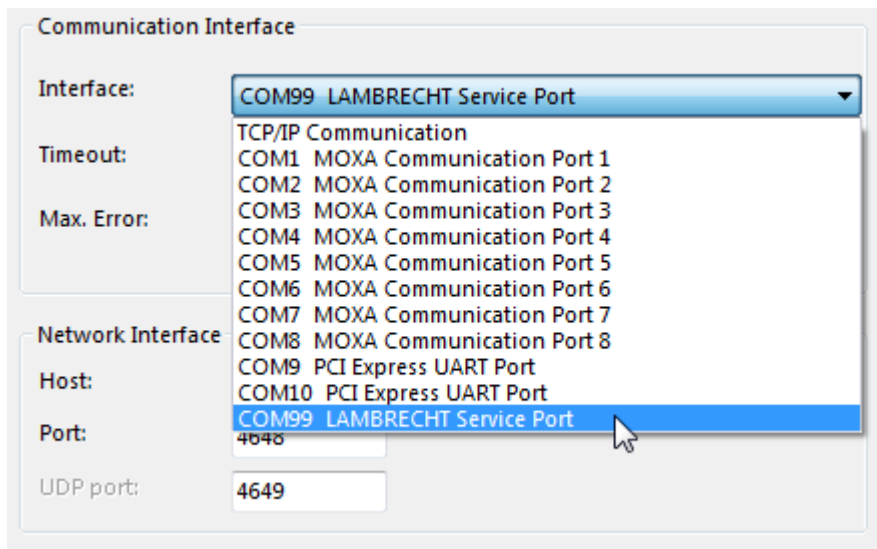 Communication Interface
Interface:
COM99 LAMBRECHT Service Port
TCP/IP Communication
Timeout:
COM1 MOXA Communication Port 1
COM2 MOXA Communication Port 2
COM3 MOXA Communication Port 3
Max. Error:
COM4 MOXA Communication Port 4
COM5 MOXA Communication Port 5
COM6 MOXA Communication Port 6
COM7 MOXA Communication Port 7
Network Interface
COM8 MOXA Communication Port 8
COM9 PCI Express UART Port
Host:
COM10 PCI Express UART Port
COM99 LAMBRECHT Service Port
Port:
4648
UDP port:
4649